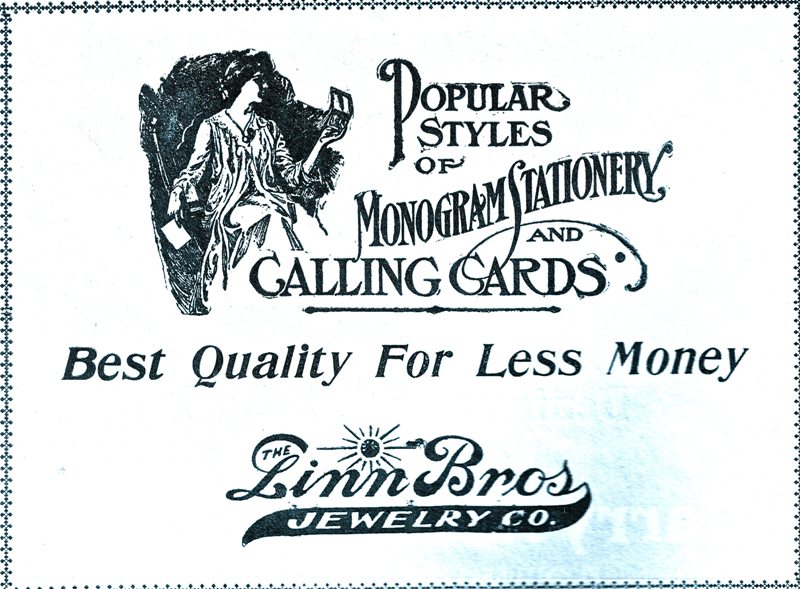 POPULAR
STYLES
OF
MONOGRAM STATIONERY
AND
CALLING CARDS
Best Quality For Less Money
THE
Linn Bros
JEWELRY CO.